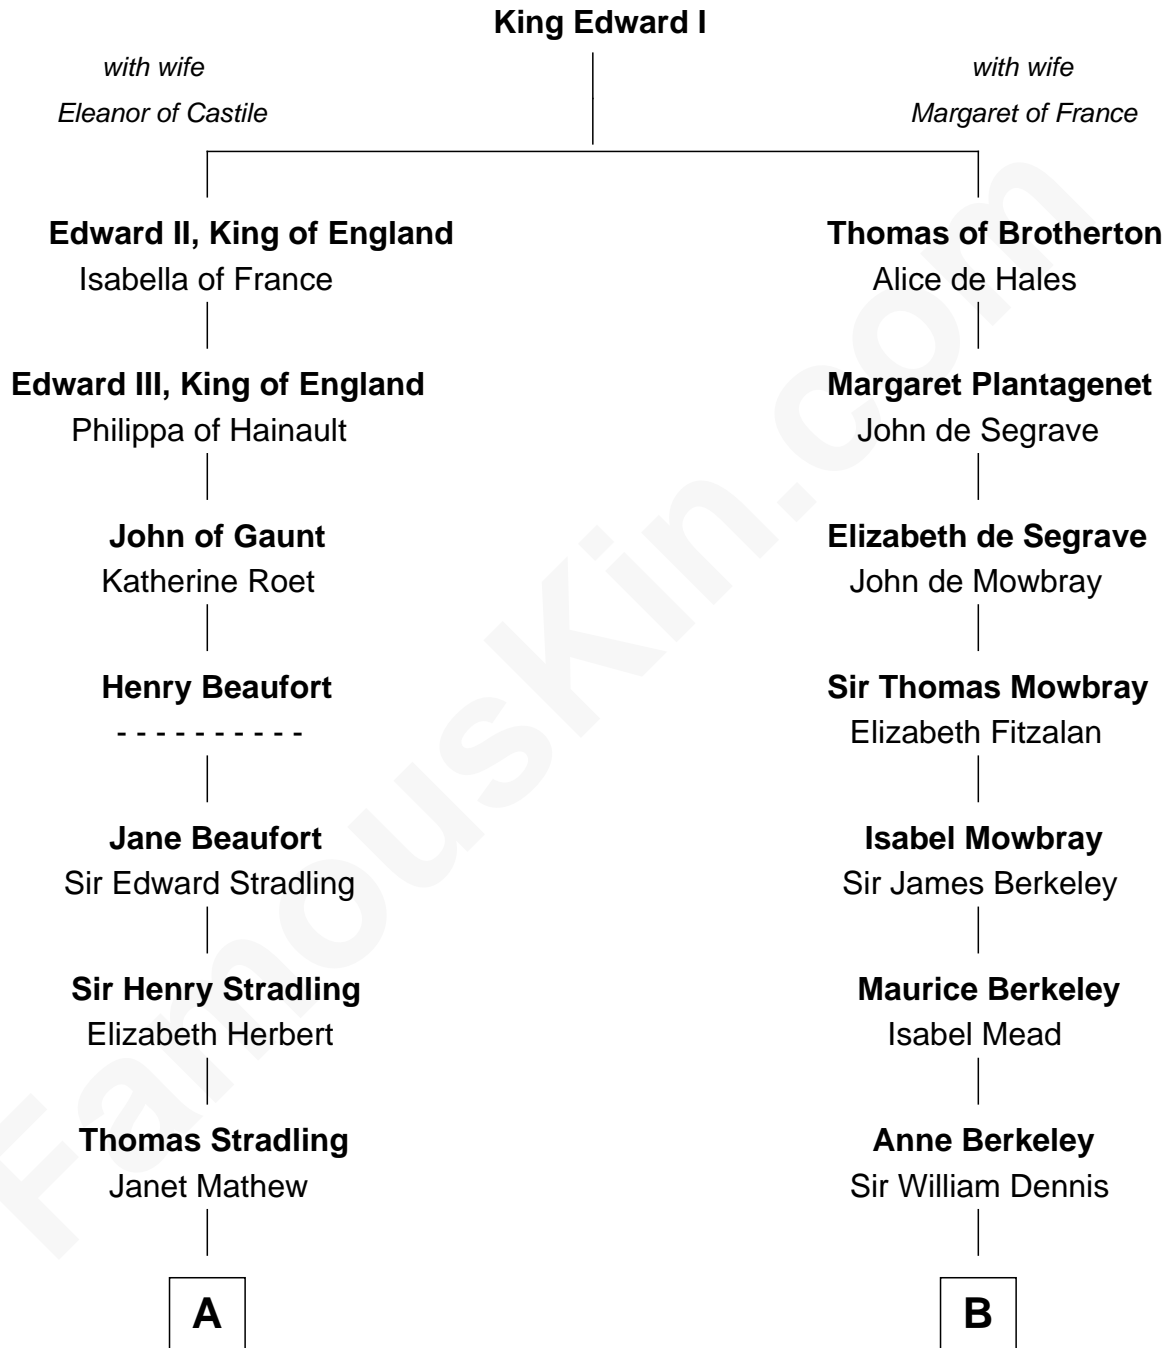 King Edward I
with wife
Eleanor of Castile
with wife
Margaret of France
Edward II, King of England
Isabella of France
Edward III, King of England
Philippa of Hainault
John of Gaunt
Katherine Roet
Henry Beaufort
- - - - - - - - - -
Jane Beaufort
Sir Edward Stradling
Sir Henry Stradling
Elizabeth Herbert
Thomas Stradling
Janet Mathew
A
Thomas of Brotherton
Alice de Hales
Margaret Plantagenet
John de Segrave
Elizabeth de Segrave
John de Mowbray
Sir Thomas Mowbray
Elizabeth Fitzalan
Isabel Mowbray
Sir James Berkeley
Maurice Berkeley
Isabel Mead
Anne Berkeley
Sir William Dennis
B
FamousKin.com